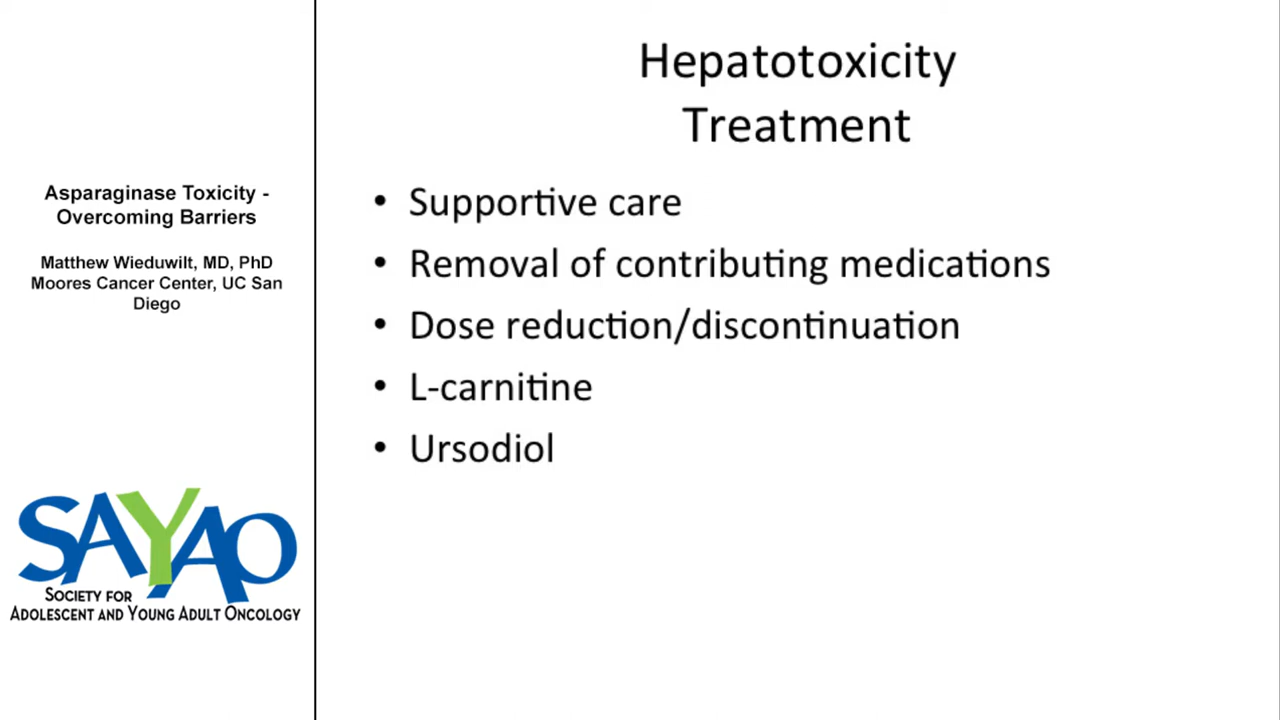 Asparaginase Toxicity -
Overcoming Barriers
Matthew Wieduwilt, MD, PhD
Moores Cancer Center, UC San
Diego
SAYAO
SOCIETY FOR
ADOLESCENT AND YOUNG ADULT ONCOLOGY
Hepatotoxicity
Treatment
• Supportive care
• Removal of contributing medications
• Dose reduction/discontinuation
• L-carnitine
• Ursodiol